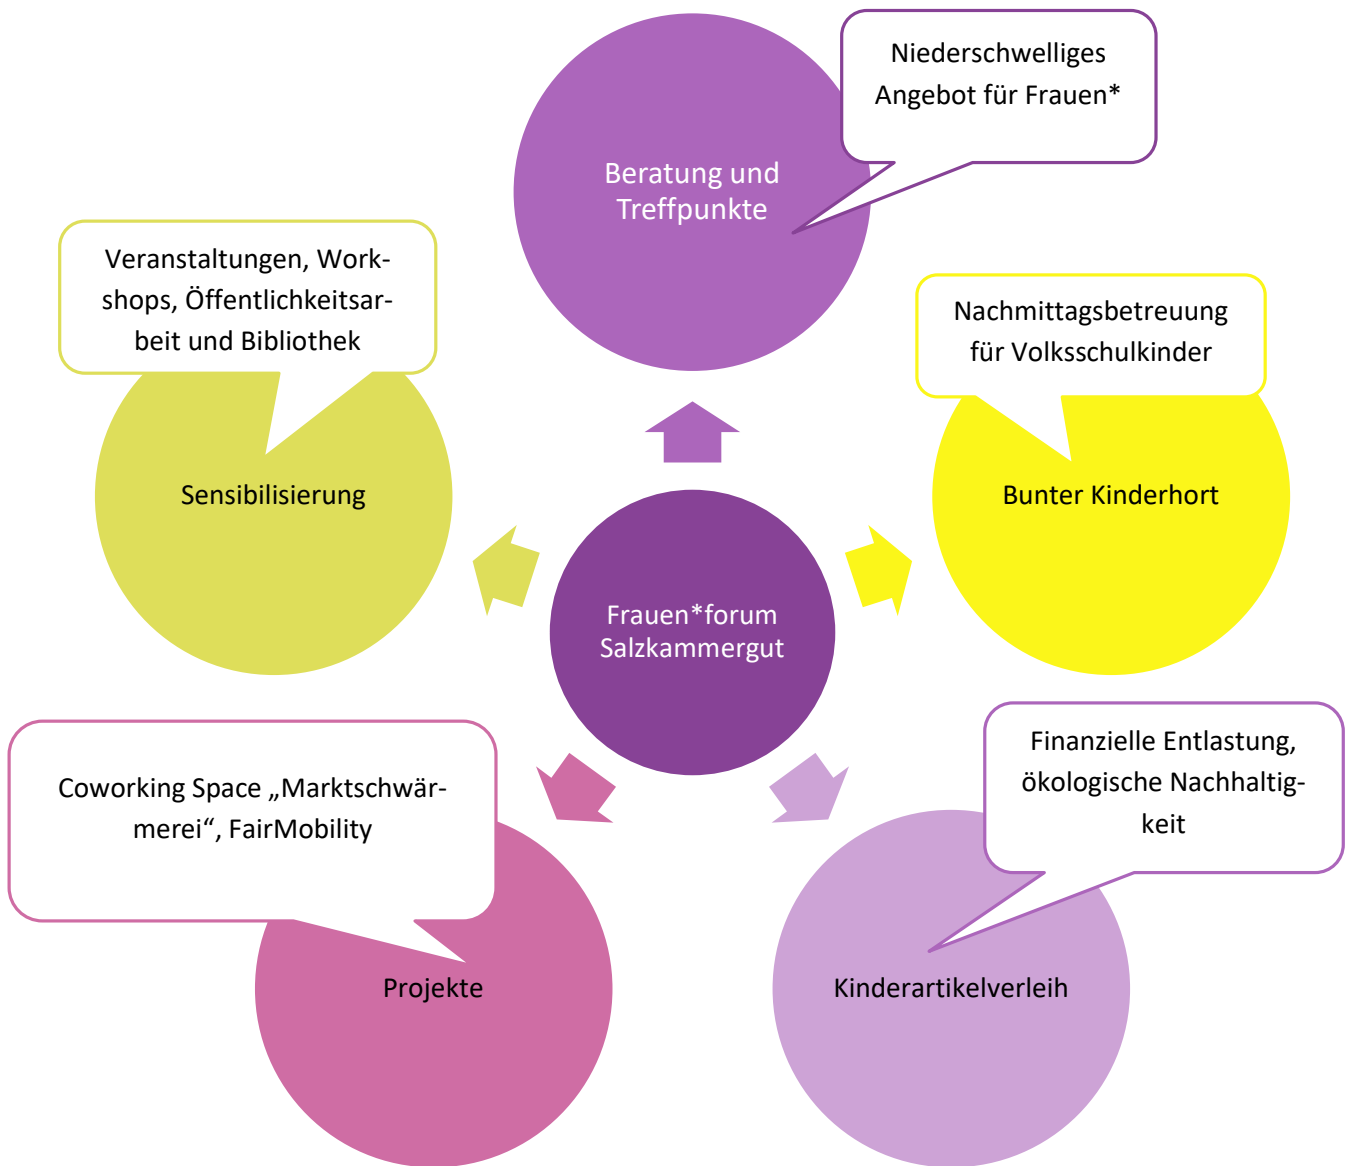 Niederschwelliges
Angebot für Frauen*
Beratung und
Treffpunkte
Veranstaltungen, Work-
shops, Öffentlichkeitsar-
beit und Bibliothek
Sensibilisierung
Nachmittagsbetreuung
für Volksschulkinder
Bunter Kinderhort
Frauen*forum
Salzkammergut
Coworking Space „Marktschwär-
merei“, FairMobility
Projekte
Finanzielle Entlastung,
ökologische Nachhaltig-
keit
Kinderartikelverleih